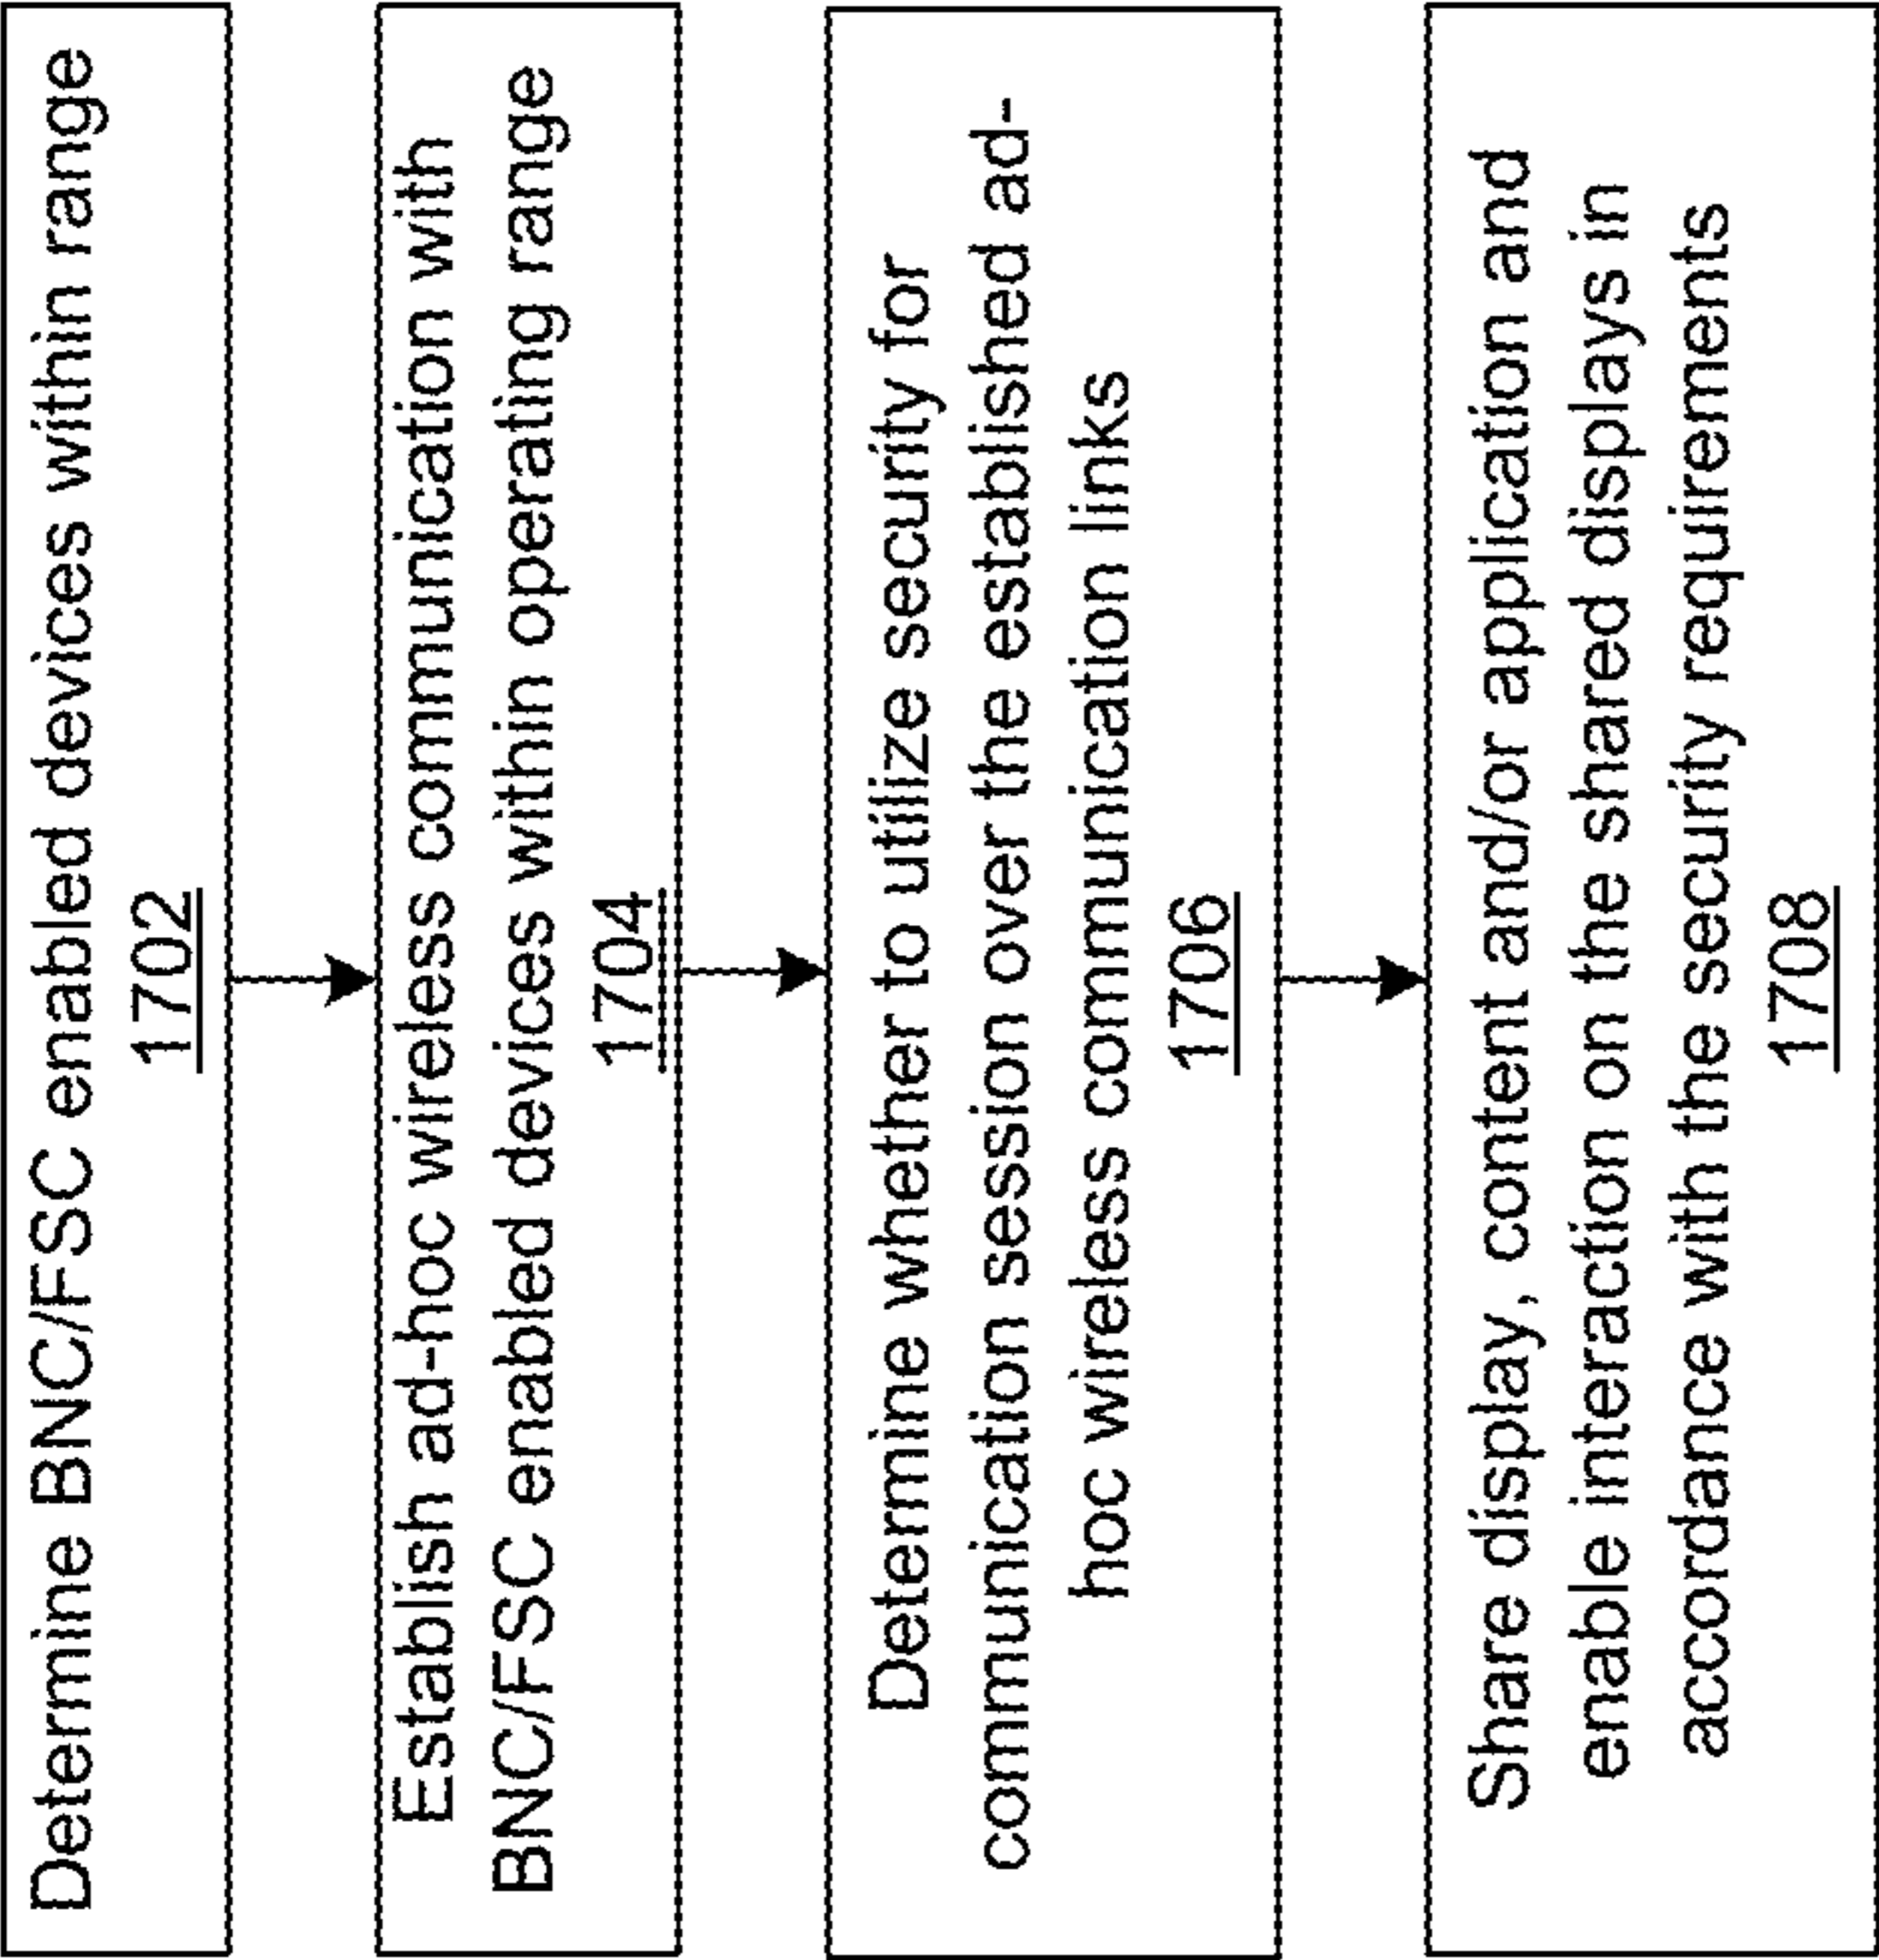 Determine BNC/FSC enabled devices within range
1702
Establish ad-hoc wireless communication with
BNC/FSC enabled devices within operating range
1704
Determine whether to utilize security for
communication session over the established ad-
hoc wireless communication links
1706
Share display, content and/or application and
enable interaction on the shared displays in
accordance with the security requirements
1708